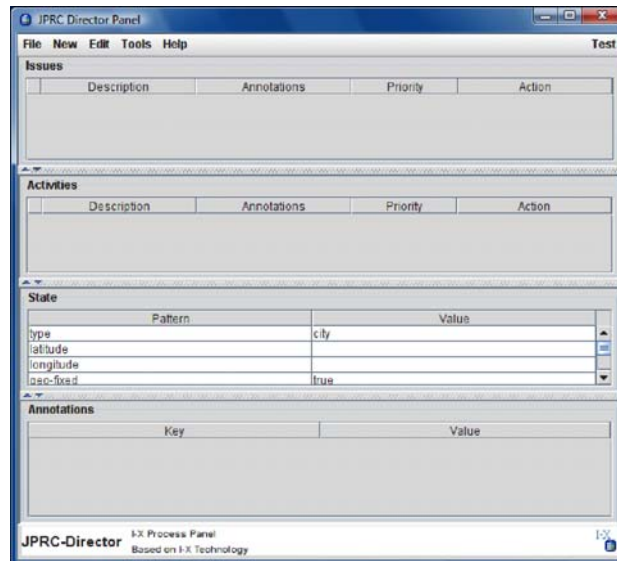 JPRC Director Panel
File New Edit Tools Help Test
Issues
Description Annotations Priority Action
Activities
Description Annotations Priority Action
State
Pattern Value
type city
latitude
longitude
geo-fixed true
Annotations
Key Value
JPRC-Director
I-X Process Panel
Based on I-X Technology
I-X